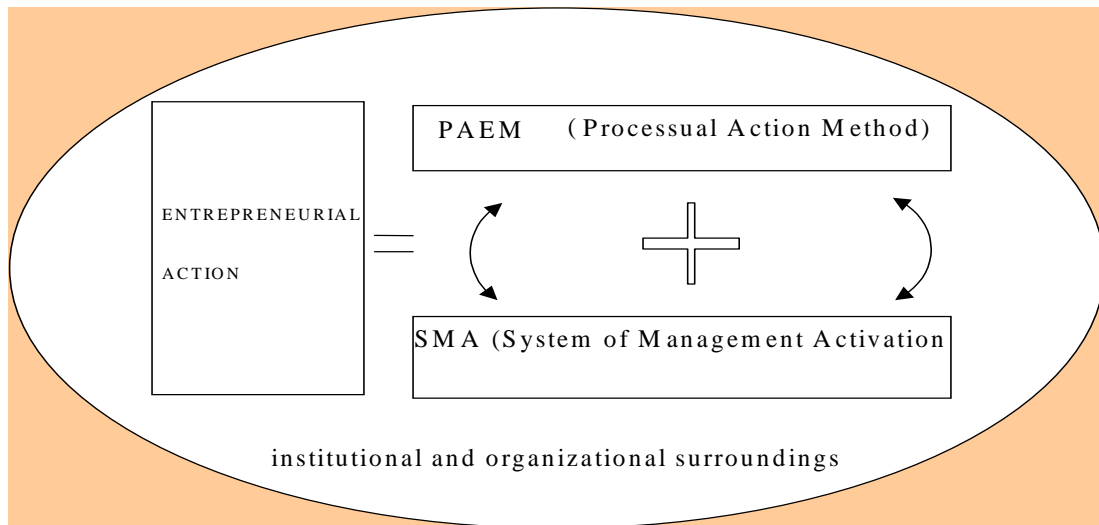 PAEM (Processual Action Method)
ENTREPRENEURIAL
ACTION
=
+
SMA (System of Management Activation
institutional and organizational surroundings